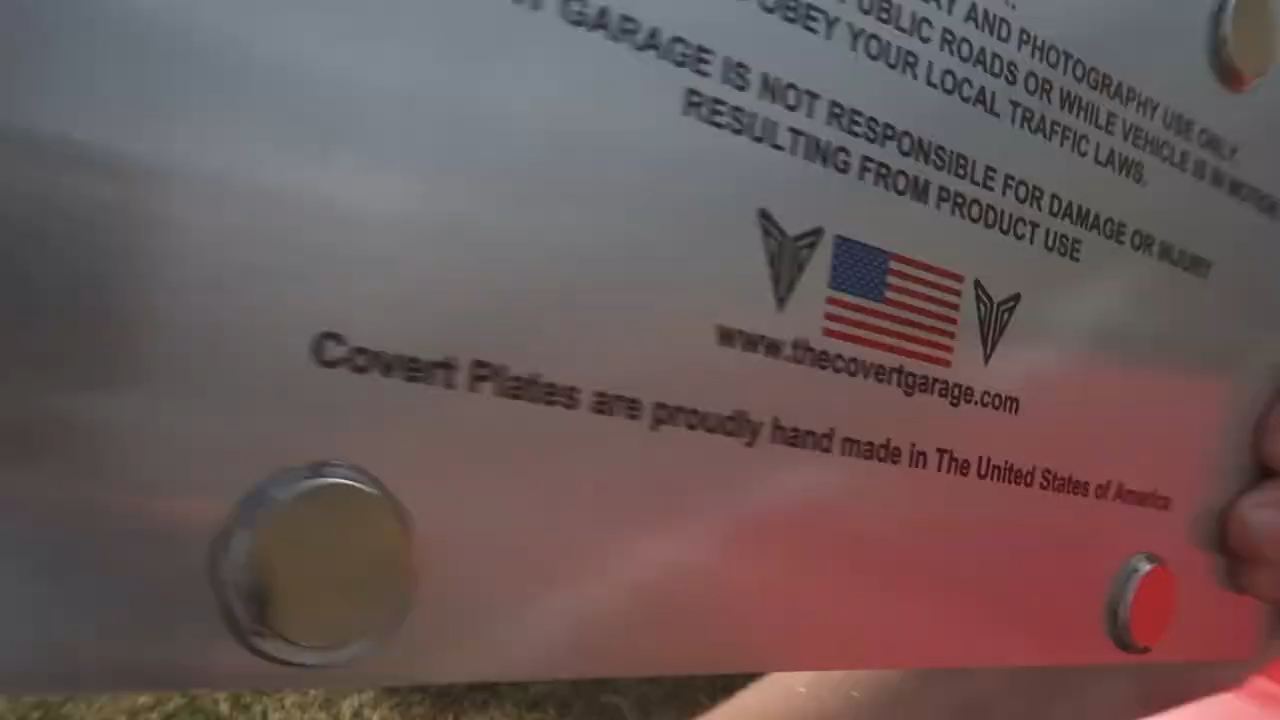 AND PHOTOGRAPHY USE ONLY.
PUBLIC ROADS OR WHILE VEHICLE IS IN MOTION
OBEY YOUR LOCAL TRAFFIC LAWS.
GARAGE IS NOT RESPONSIBLE FOR DAMAGE OR INJURY
RESULTING FROM PRODUCT USE
www.thecovertgarage.com
Covert Plates are proudly hand made in The United States of America